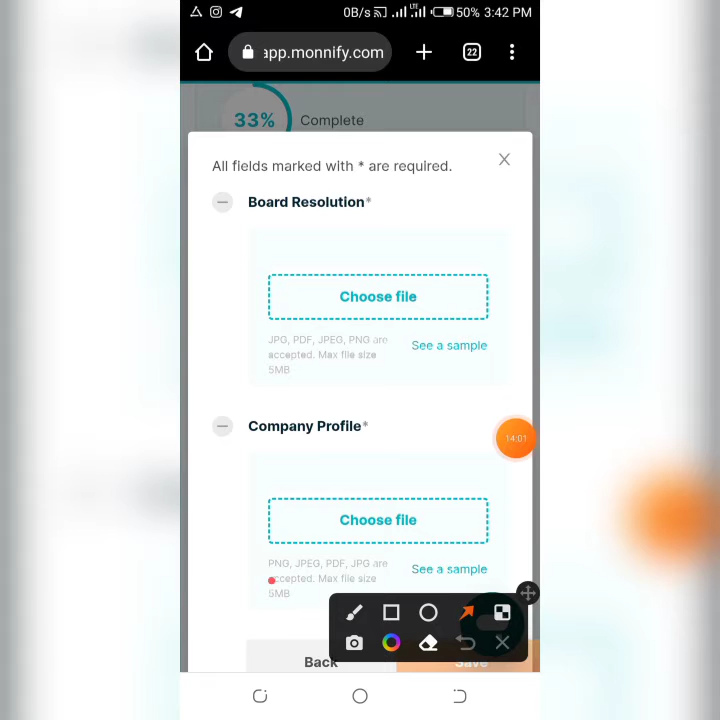 0B/s LTE 50% 3:42 PM
app.monnify.com
22
33% Complete
All fields marked with * are required.
Board Resolution*
Choose file
JPG, PDF, JPEG, PNG are
accepted. Max file size
5MB
See a sample
Company Profile*
14:01
Choose file
PNG, JPEG, PDF, JPG are
accepted. Max file size
5MB
See a sample
Back
Save